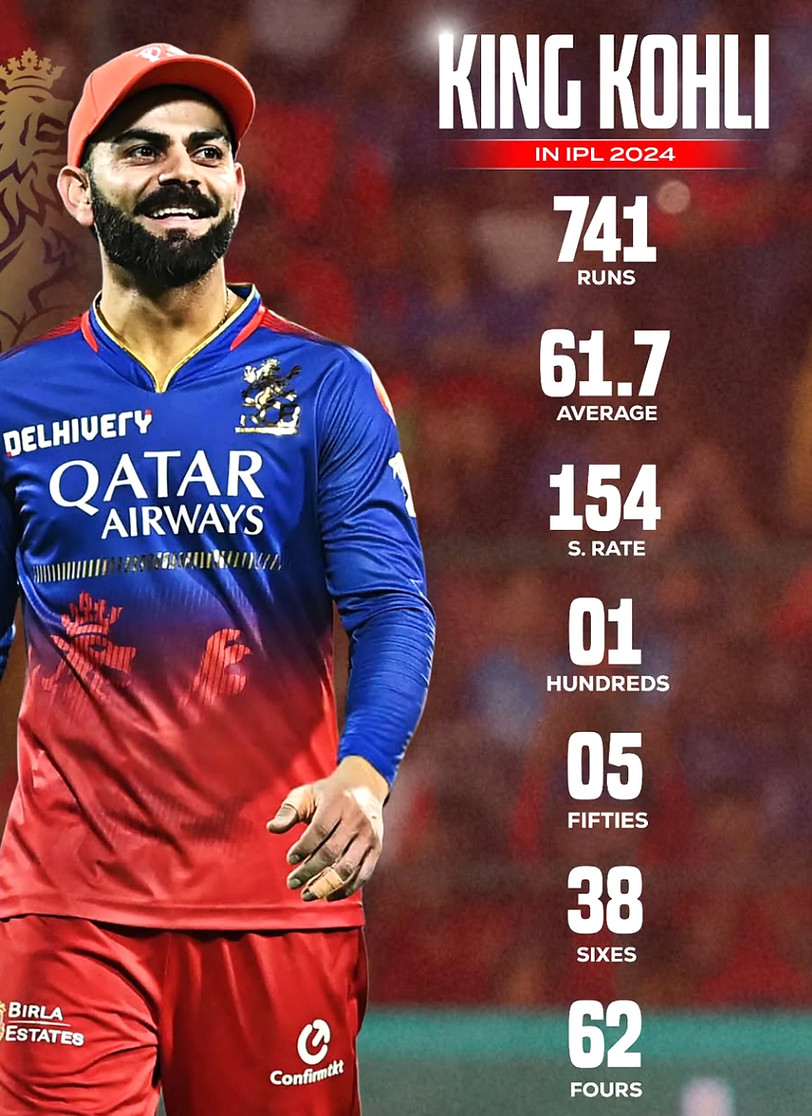 KING KOHLI
IN IPL 2024
741
RUNS
61.7
AVERAGE
154
S. RATE
01
HUNDREDS
05
FIFTIES
38
SIXES
62
FOURS
DELHIVERY
QATAR
AIRWAYS
BIRLA
ESTATES
Confirmtkt